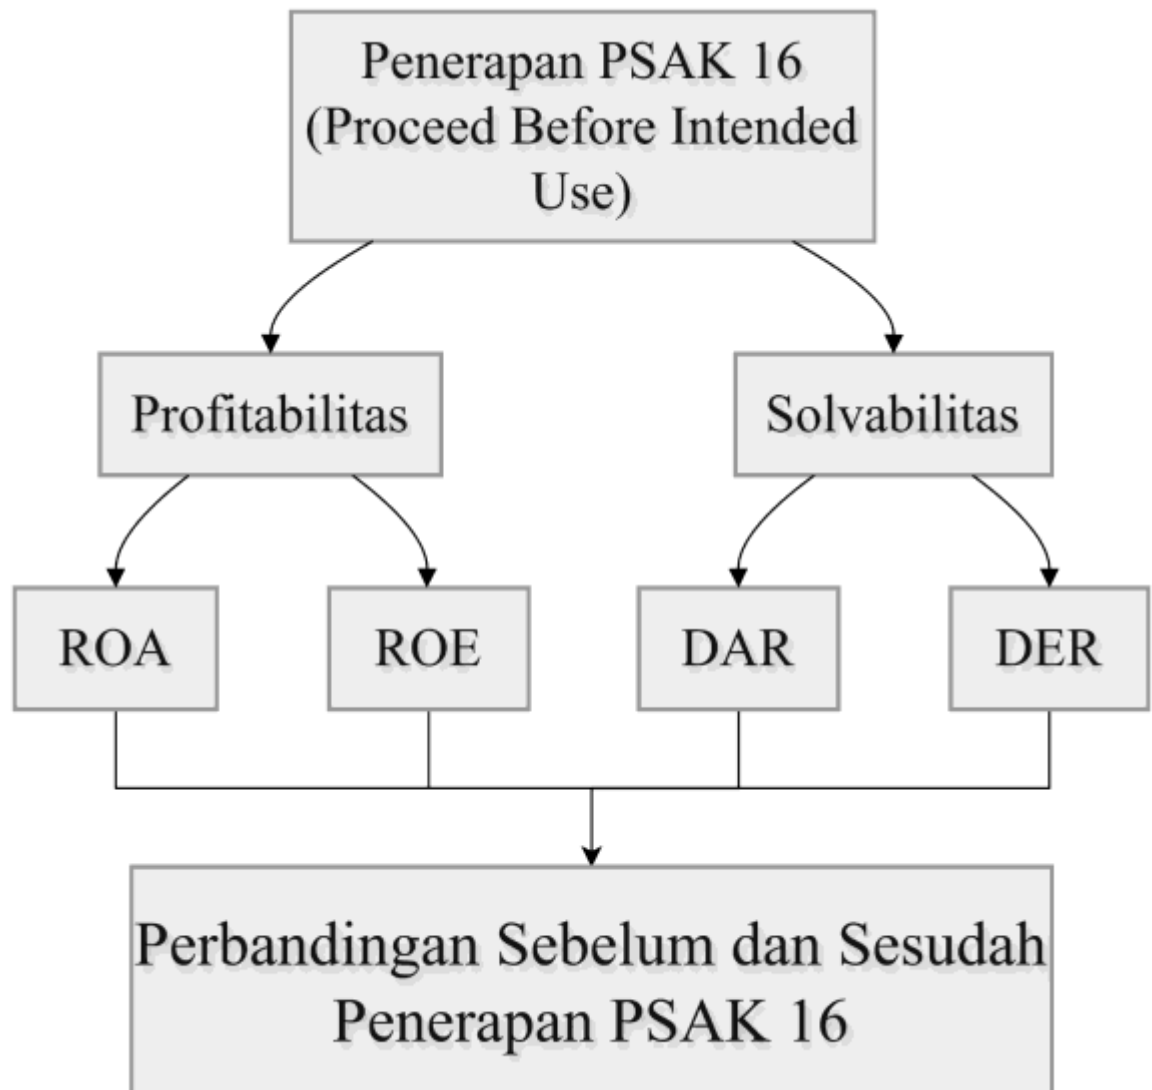 Penerapan PSAK 16
(Proceed Before Intended
Use)
Profitabilitas
Solvabilitas
ROA
ROE
DAR
DER
Perbandingan Sebelum dan Sesudah
Penerapan PSAK 16